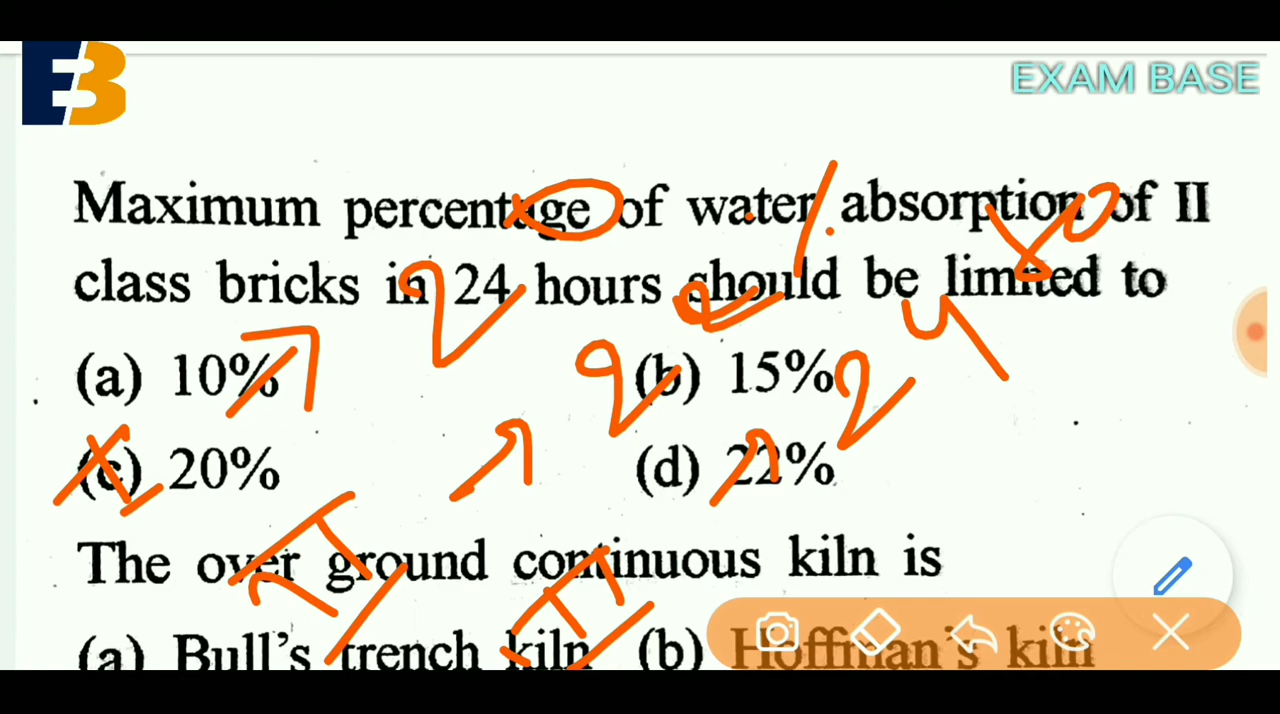 EB
EXAM BASE
Maximum percentage of water absorption of II
class bricks in 24 hours should be limited to
(a) 10% (b) 15%
(c) 20% (d) 22%
The over ground continuous kiln is
(a) Bull's trench kiln (b) Hoffman's kiln